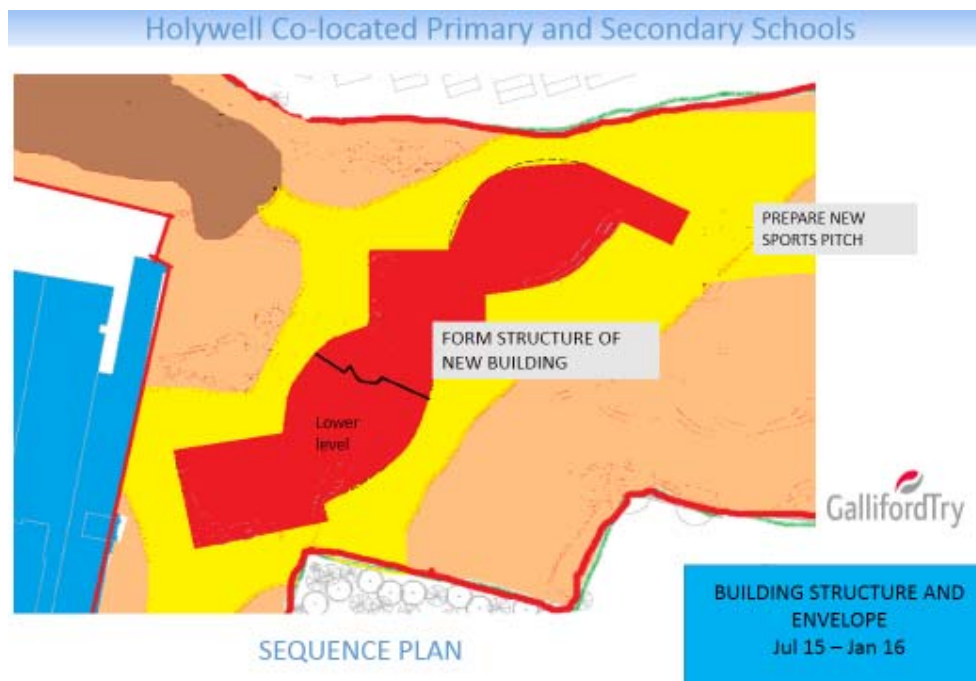 Holywell Co-located Primary and Secondary Schools
PREPARE NEW
SPORTS PITCH
FORM STRUCTURE OF
NEW BUILDING
Lower
level
GallifordTry
BUILDING STRUCTURE AND
ENVELOPE
Jul 15 – Jan 16
SEQUENCE PLAN